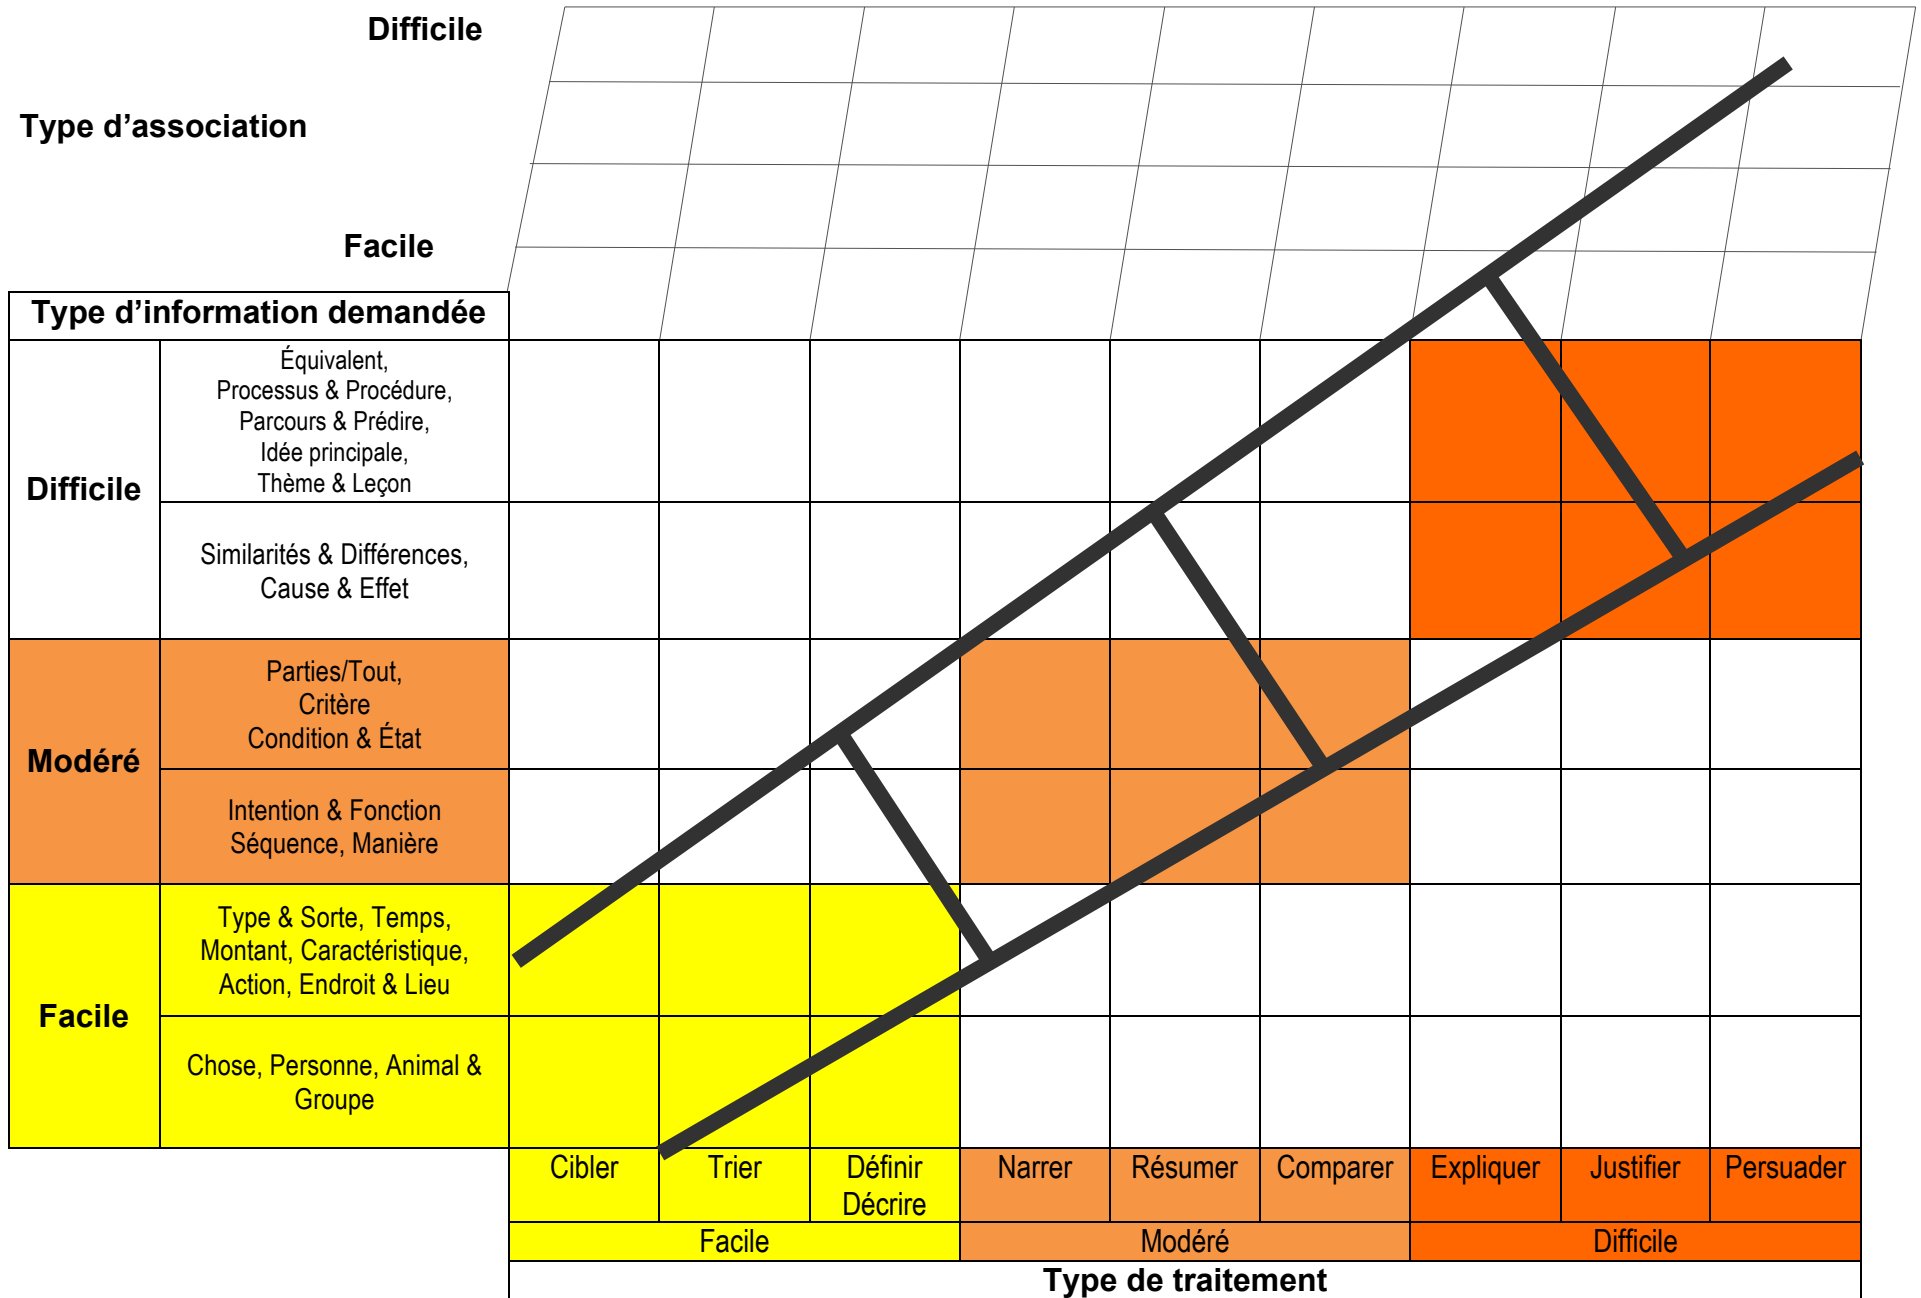 Difficile
Type d’association
Facile
Type d’information demandée
Difficile
Équivalent,
Processus & Procédure,
Parcours & Prédire,
Idée principale,
Thème & Leçon
Similarités & Différences,
Cause & Effet
Modéré
Parties/Tout,
Critère
Condition & État
Intention & Fonction
Séquence, Manière
Facile
Type & Sorte, Temps,
Montant, Caractéristique,
Action, Endroit & Lieu
Chose, Personne, Animal &
Groupe
Cibler
Trier
Définir
Décrire
Narrer
Résumer
Comparer
Expliquer
Justifier
Persuader
Facile
Modéré
Difficile
Type de traitement